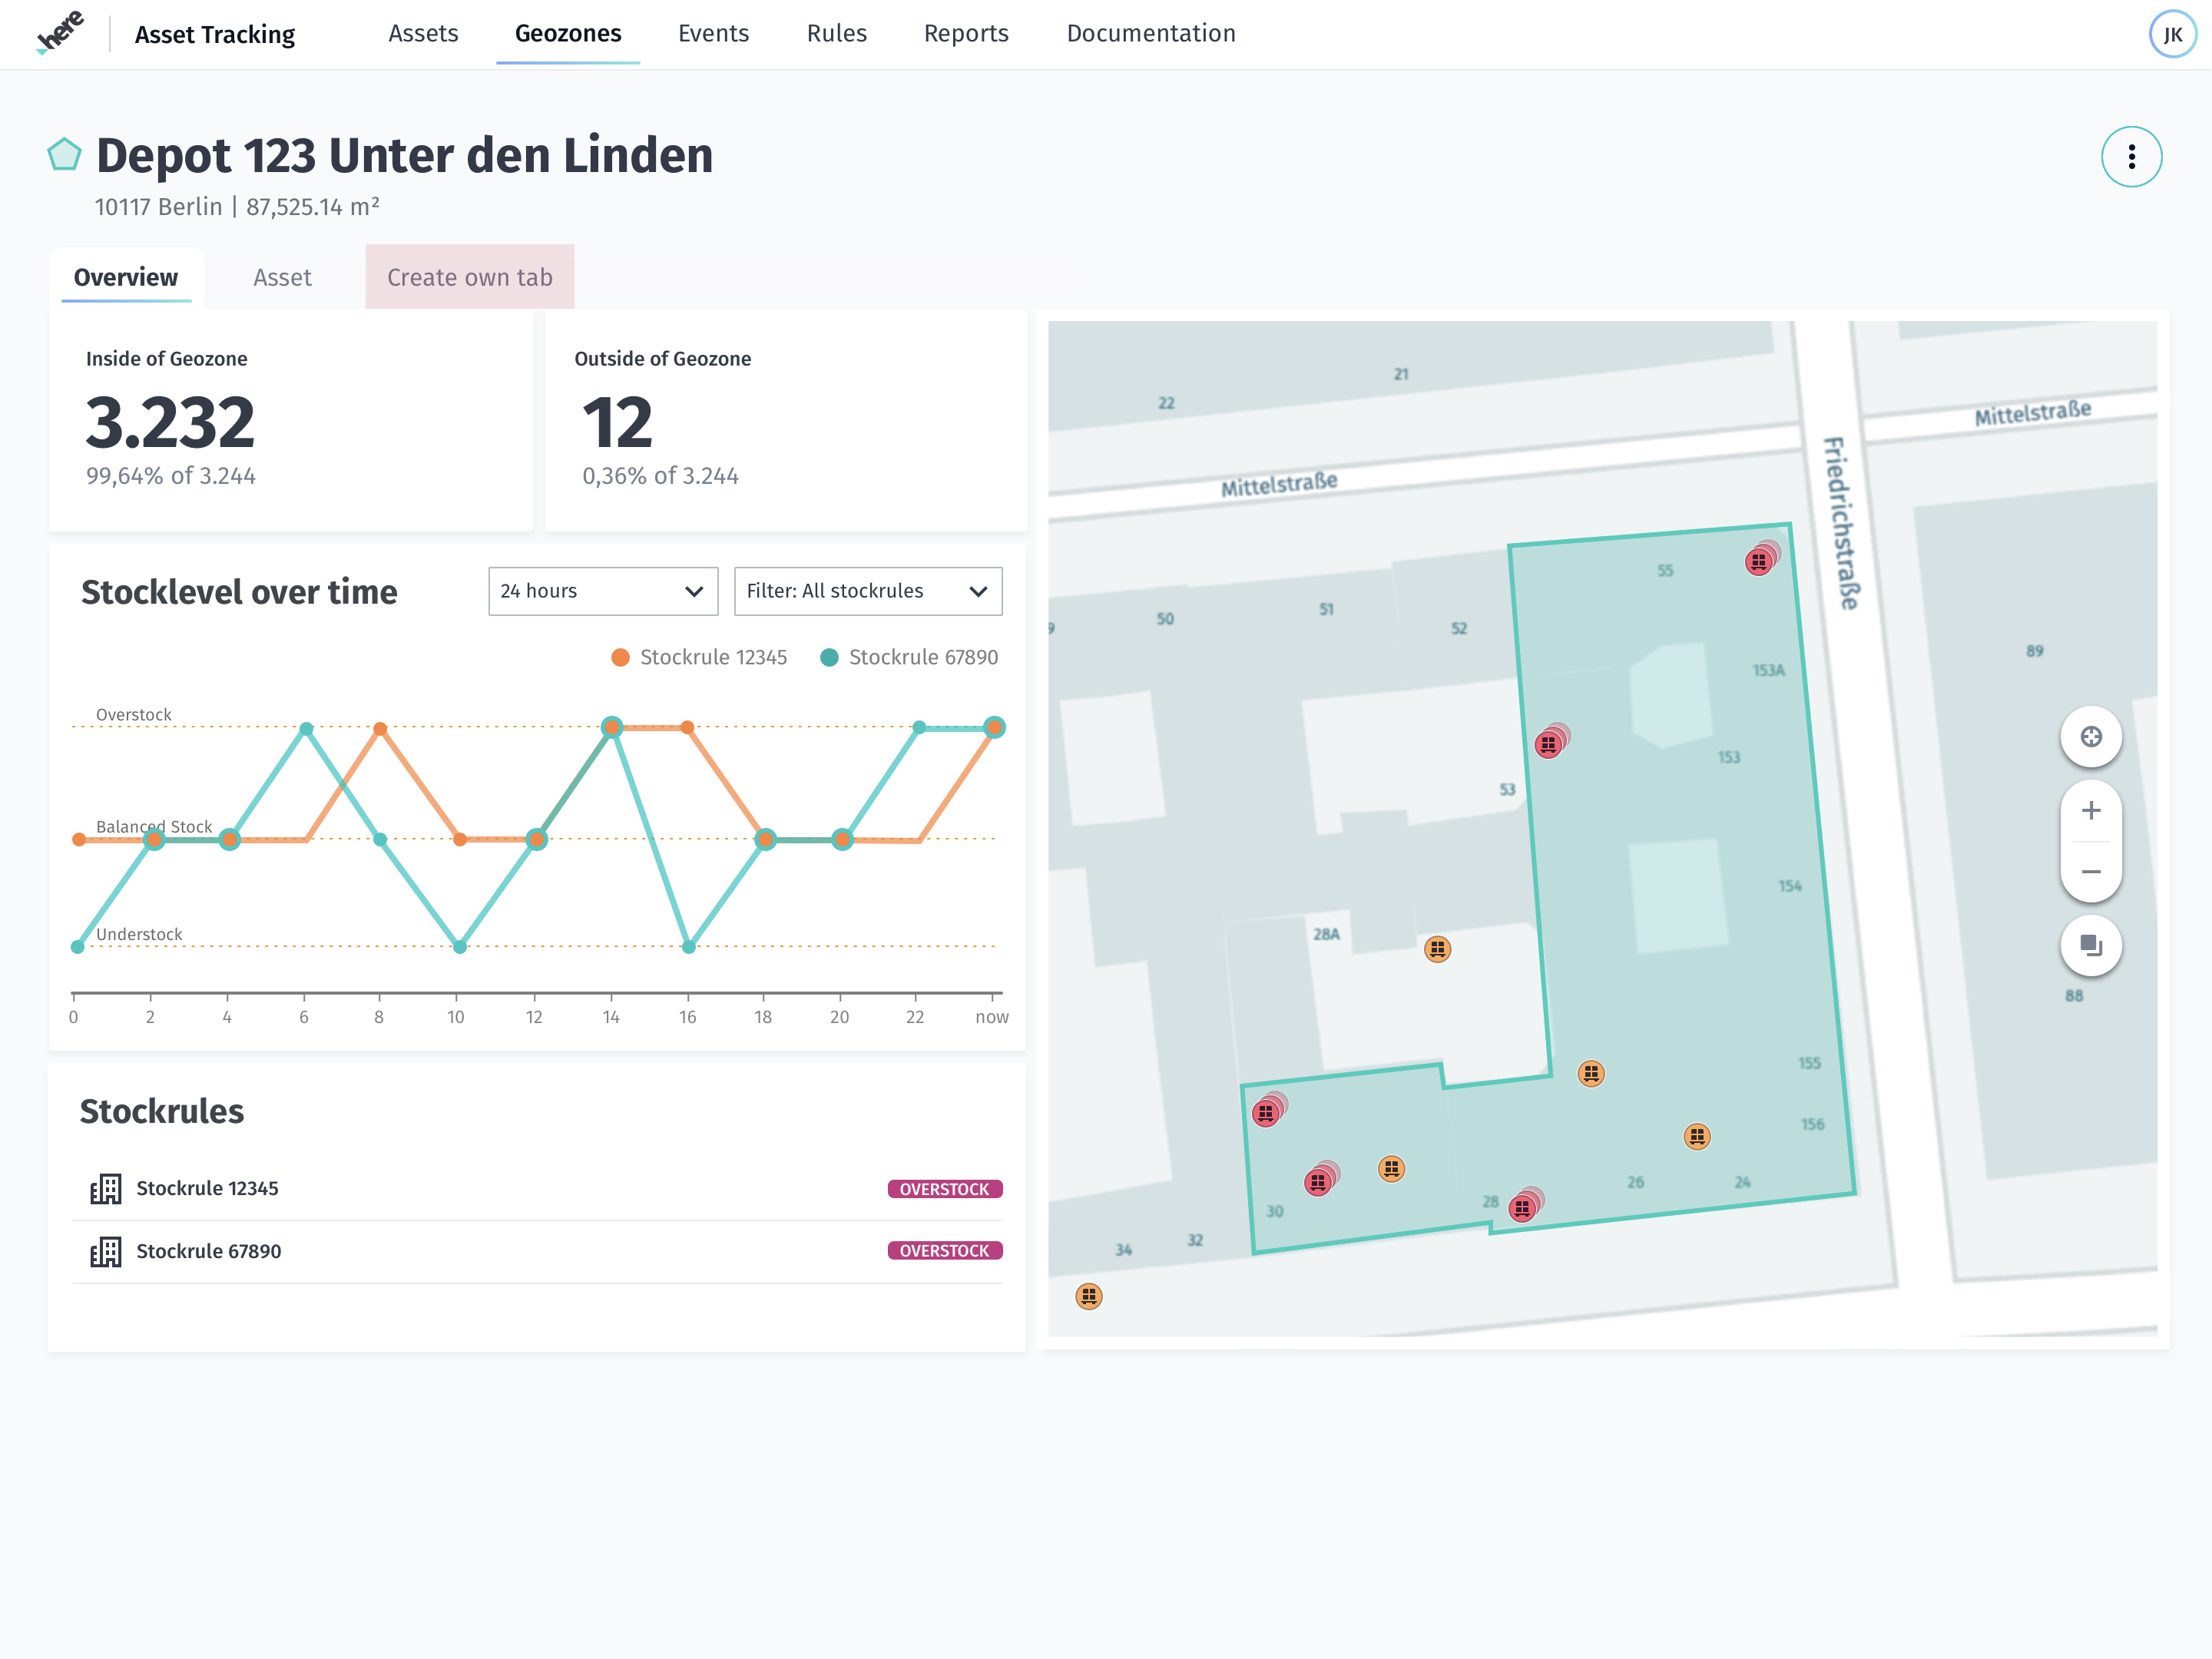 here
Asset Tracking
Assets
Geozones
Events
Rules
Reports
Documentation
JK
Depot 123 Unter den Linden
10117 Berlin | 87,525.14 m²
Overview
Asset
Create own tab
Inside of Geozone
3.232
99,64% of 3.244
Outside of Geozone
12
0,36% of 3.244
Stocklevel over time
24 hours
Filter: All stockrules
Stockrule 12345
Stockrule 67890
Overstock
Balanced Stock
Understock
0 2 4 6 8 10 12 14 16 18 20 22 now
Stockrules
Stockrule 12345
OVERSTOCK
Stockrule 67890
OVERSTOCK
21
22
Mittelstraße
Mittelstraße
Friedrichstraße
55
51
50
52
9
89
153A
153
53
154
28A
88
155
156
26
24
28
30
32
34